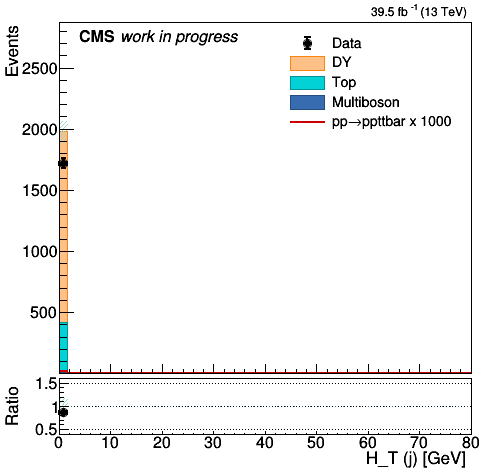 39.5 fb⁻¹ (13 TeV)
CMS work in progress
Data
DY
Top
Multiboson
pp→ppttbar x 1000
Events
2500
2000
1500
1000
500
Ratio
1.5
1
0.5
0 10 20 30 40 50 60 70 80
H_T (j) [GeV]